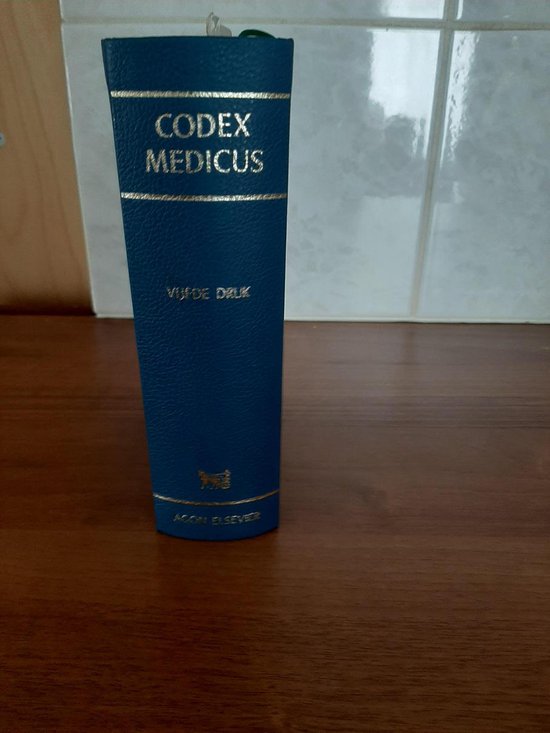 CODEX
MEDICUS
VIJFDE DRUK
AGON ELSEVIER